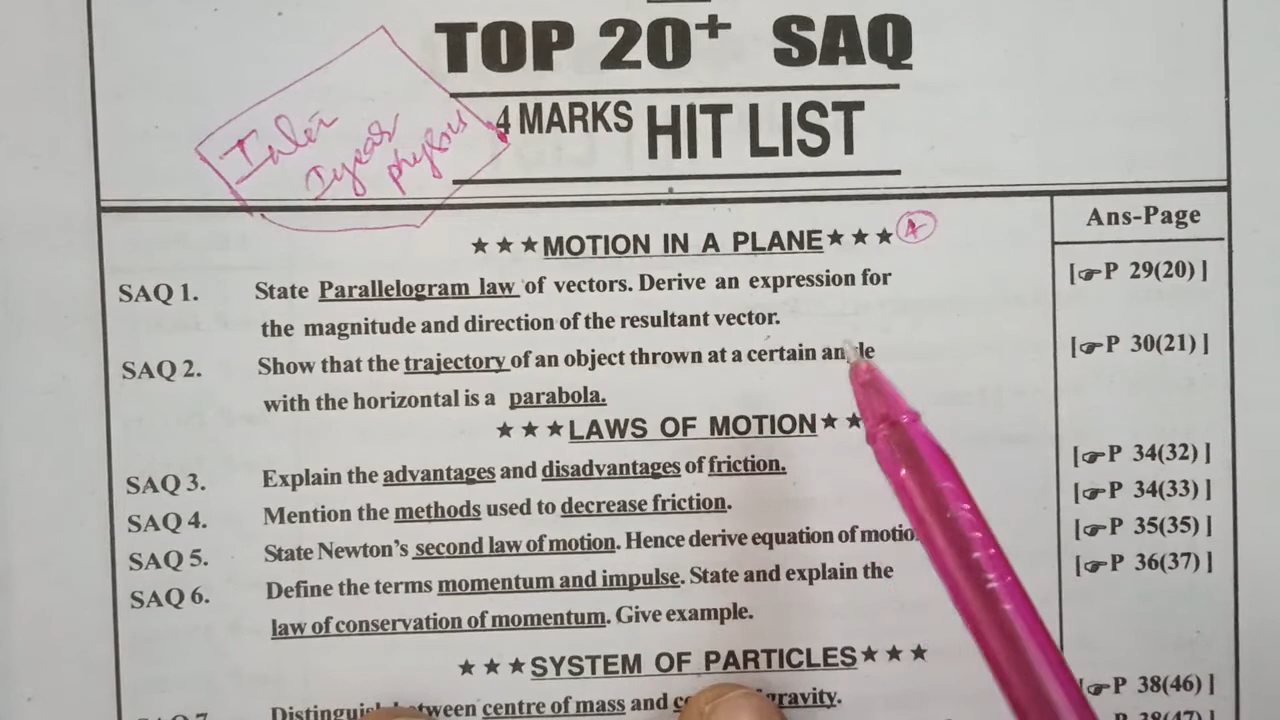 TOP 20+ SAQ
4 MARKS HIT LIST
Inter
I year
physics
Ans-Page
★★★MOTION IN A PLANE★★★ A
SAQ 1. State Parallelogram law of vectors. Derive an expression for [☞P 29(20)]
the magnitude and direction of the resultant vector.
SAQ 2. Show that the trajectory of an object thrown at a certain [☞P 30(21)]
with the horizontal is a parabola.
★★★LAWS OF MOTION★★
SAQ 3. Explain the advantages and disadvantages of friction. [☞P 34(32)]
SAQ 4. Mention the methods used to decrease friction. [☞P 34(33)]
SAQ 5. State Newton's second law of motion. Hence derive equation of motio [☞P 35(35)]
SAQ 6. Define the terms momentum and impulse. State and explain the [☞P 36(37)]
law of conservation of momentum. Give example.
★★★SYSTEM OF PARTICLES★★★
between centre of mass and gravity. [☞P 38(46)]